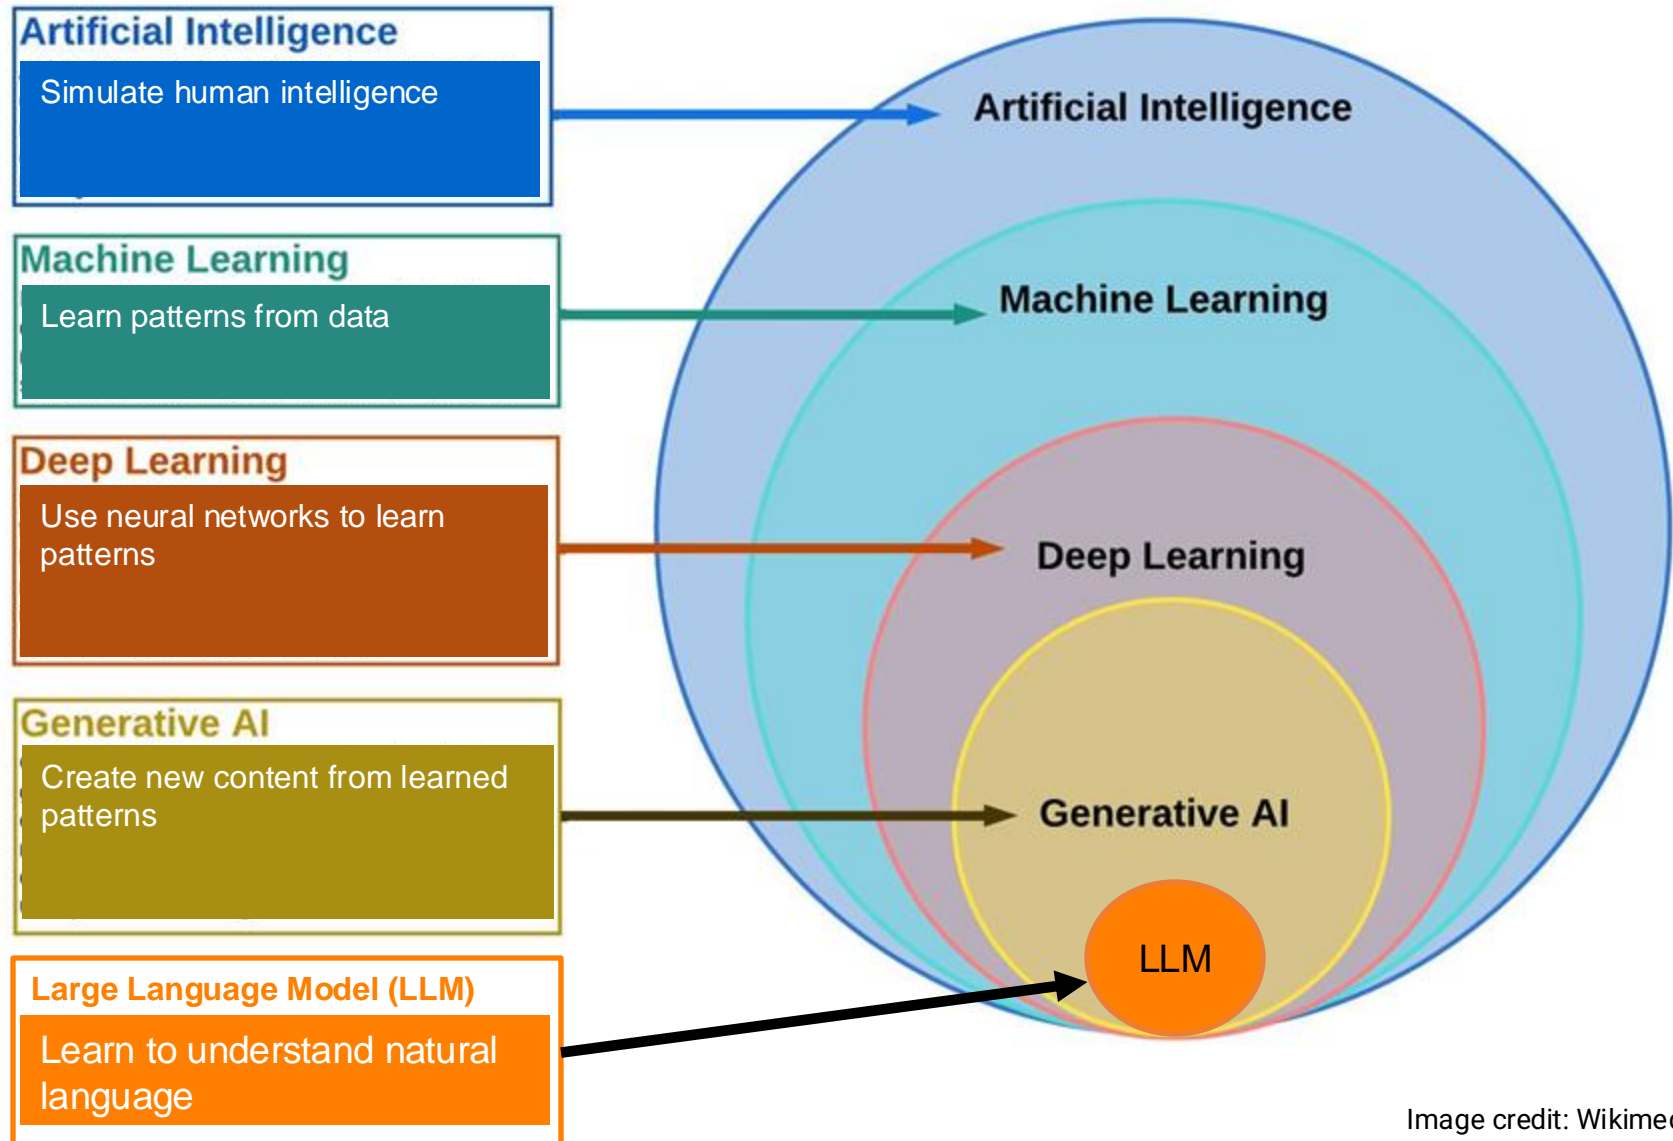 Artificial Intelligence
Simulate human intelligence
Artificial Intelligence
Machine Learning
Learn patterns from data
Machine Learning
Deep Learning
Use neural networks to learn
patterns
Deep Learning
Generative AI
Create new content from learned
patterns
Generative AI
Large Language Model (LLM)
Learn to understand natural
language
LLM
Image credit: